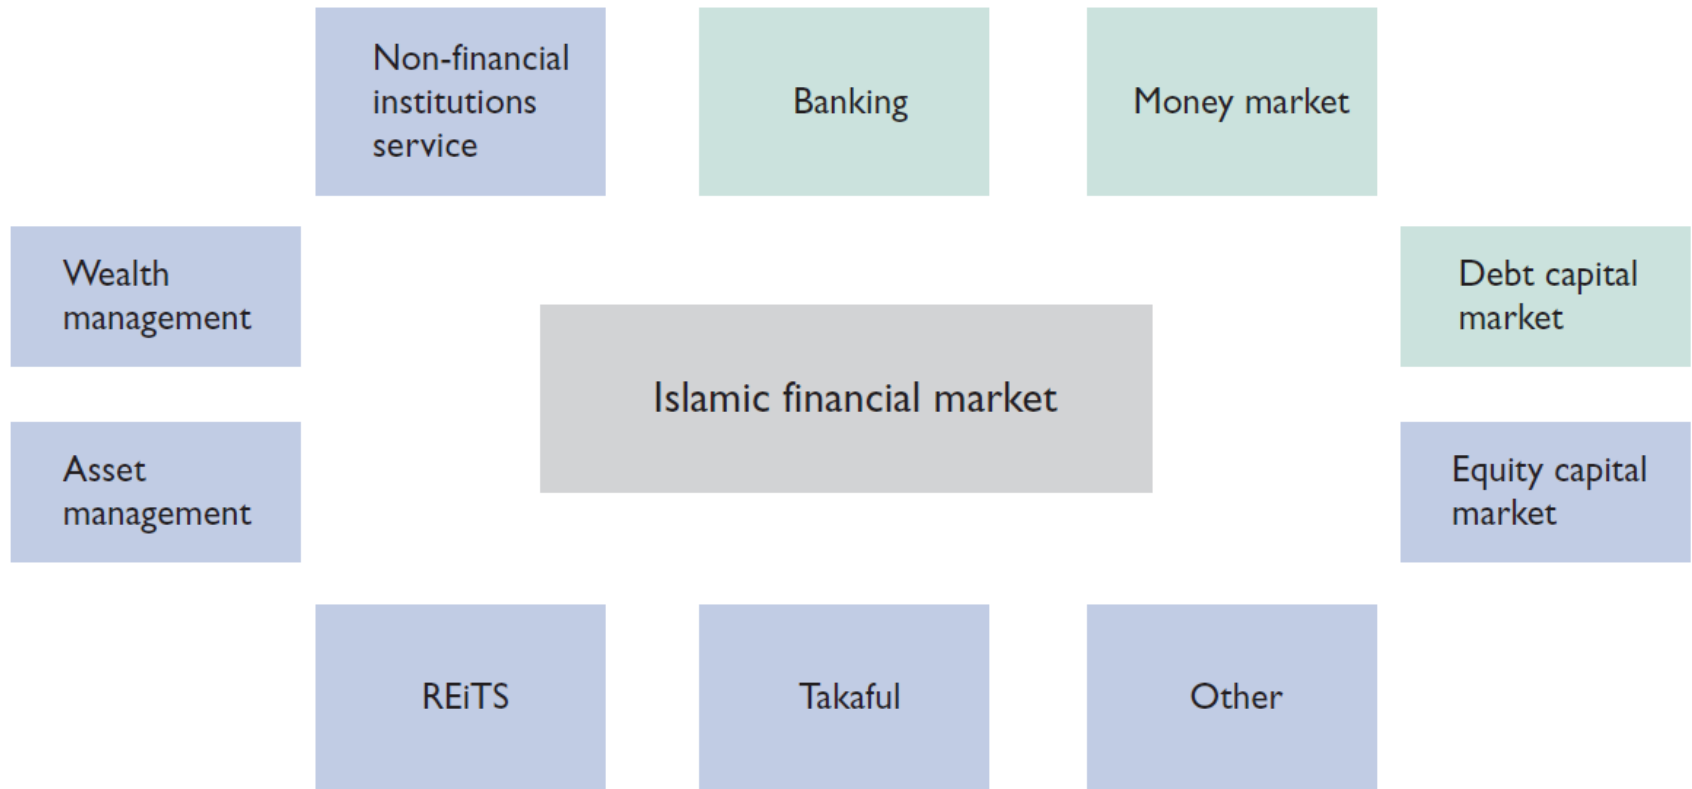 Non-financial
institutions
service
Banking
Money market
Wealth
management
Debt capital
market
Islamic financial market
Asset
management
Equity capital
market
REiTS
Takaful
Other